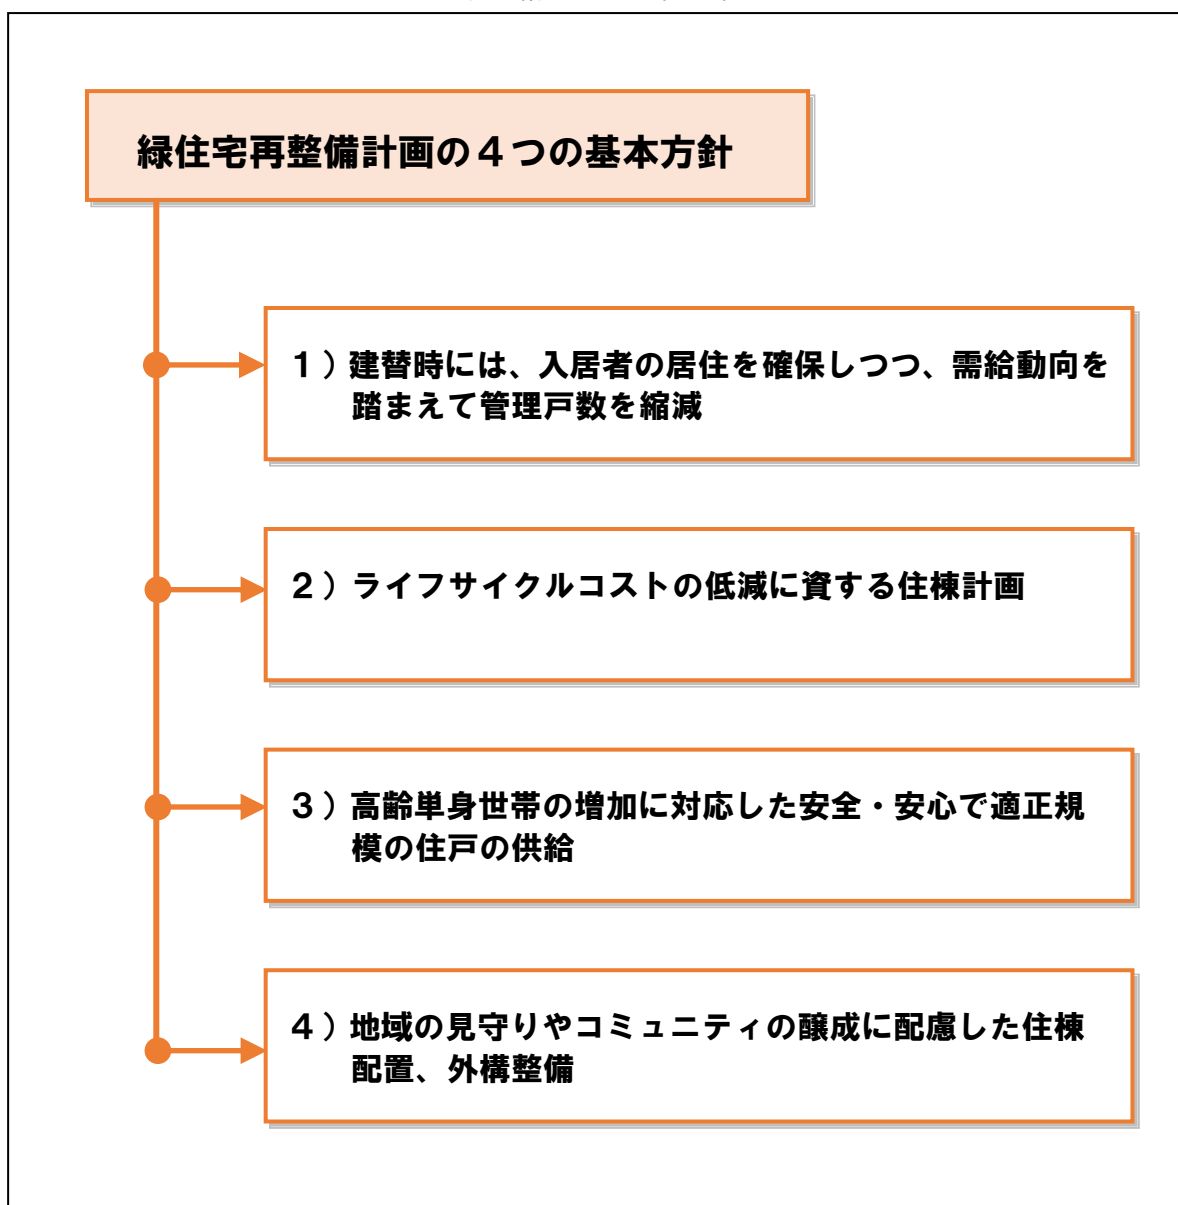 緑住宅再整備計画の４つの基本方針
１）建替時には、入居者の居住を確保しつつ、需給動向を
踏まえて管理戸数を縮減
２）ライフサイクルコストの低減に資する住棟計画
３）高齢単身世帯の増加に対応した安全・安心で適正規
模の住戸の供給
４）地域の見守りやコミュニティの醸成に配慮した住棟
配置、外構整備